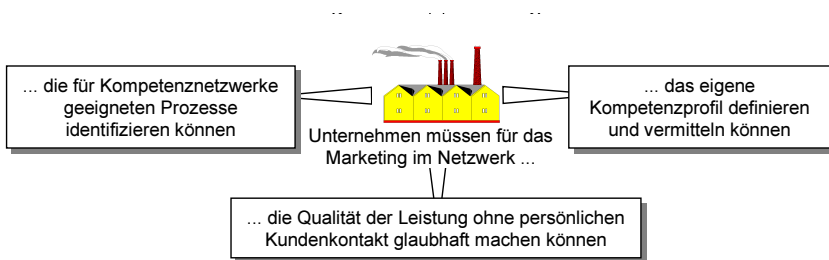 ... die für Kompetenznetzwerke
geeigneten Prozesse
identifizieren können
... das eigene
Kompetenzprofil definieren
und vermitteln können
Unternehmen müssen für das
Marketing im Netzwerk ...
... die Qualität der Leistung ohne persönlichen
Kundenkontakt glaubhaft machen können